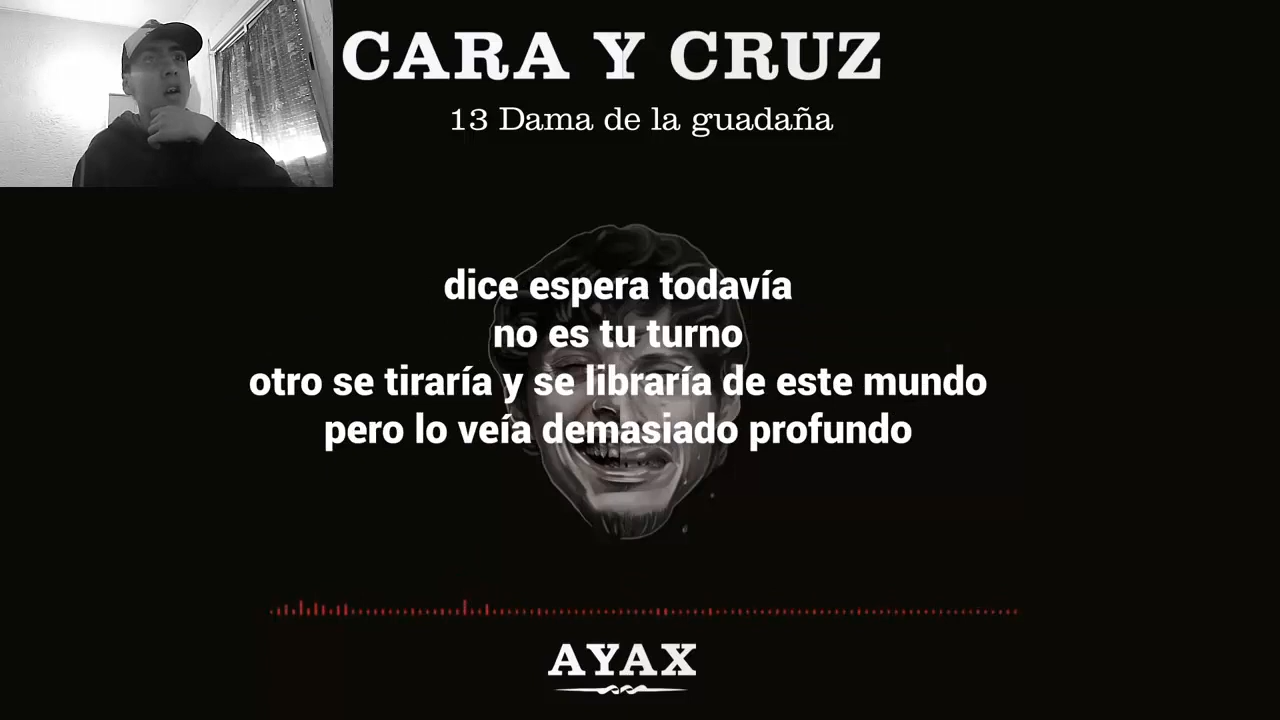 CARA Y CRUZ
13 Dama de la guadaña
dice espera todavía
no es tu turno
otro se tiraría y se libraría de este mundo
pero lo veía demasiado profundo
AYAX